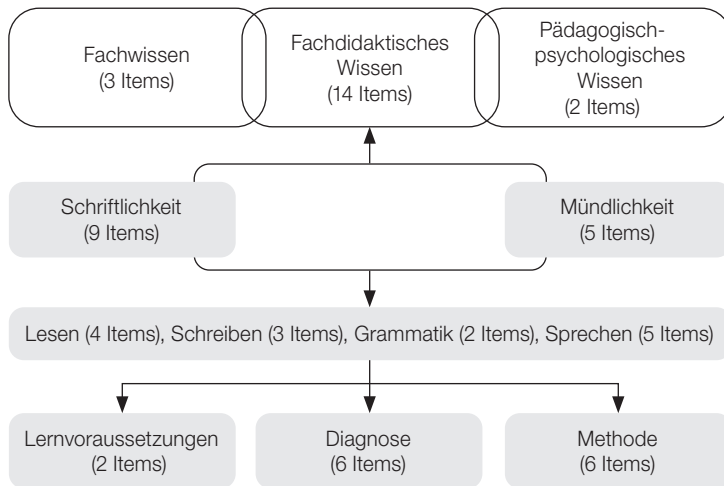 Fachwissen
(3 Items)
Fachdidaktisches
Wissen
(14 Items)
Pädagogisch-
psychologisches
Wissen
(2 Items)
Schriftlichkeit
(9 Items)
Mündlichkeit
(5 Items)
Lesen (4 Items), Schreiben (3 Items), Grammatik (2 Items), Sprechen (5 Items)
Lernvoraussetzungen
(2 Items)
Diagnose
(6 Items)
Methode
(6 Items)